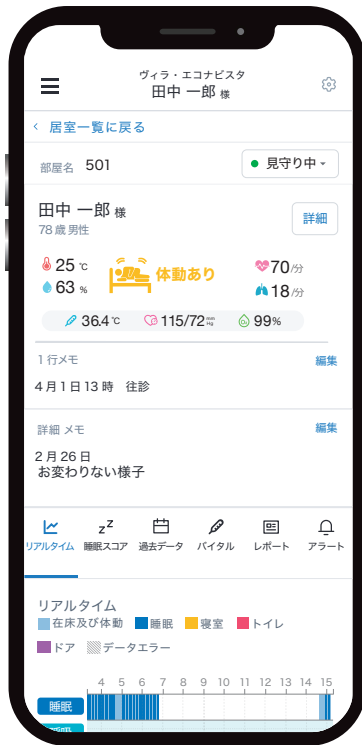 ヴィラ・エコナビスタ
田中 一郎 様
‹ 居室一覧に戻る
部屋名 501 見守り中
田中 一郎 様
78歳男性
詳細
25 ℃ 体動あり 70/分
63 % 18/分
36.4℃ 115/72mmHg 99%
1行メモ 編集
4月1日13時 往診
詳細 メモ 編集
2月26日
お変わりない様子
リアルタイム 睡眠スコア 過去データ バイタル レポート アラート
リアルタイム
在床及び体動 睡眠 寝室 トイレ
ドア データエラー
4 5 6 7 8 9 10 11 12 13 14 15
睡眠